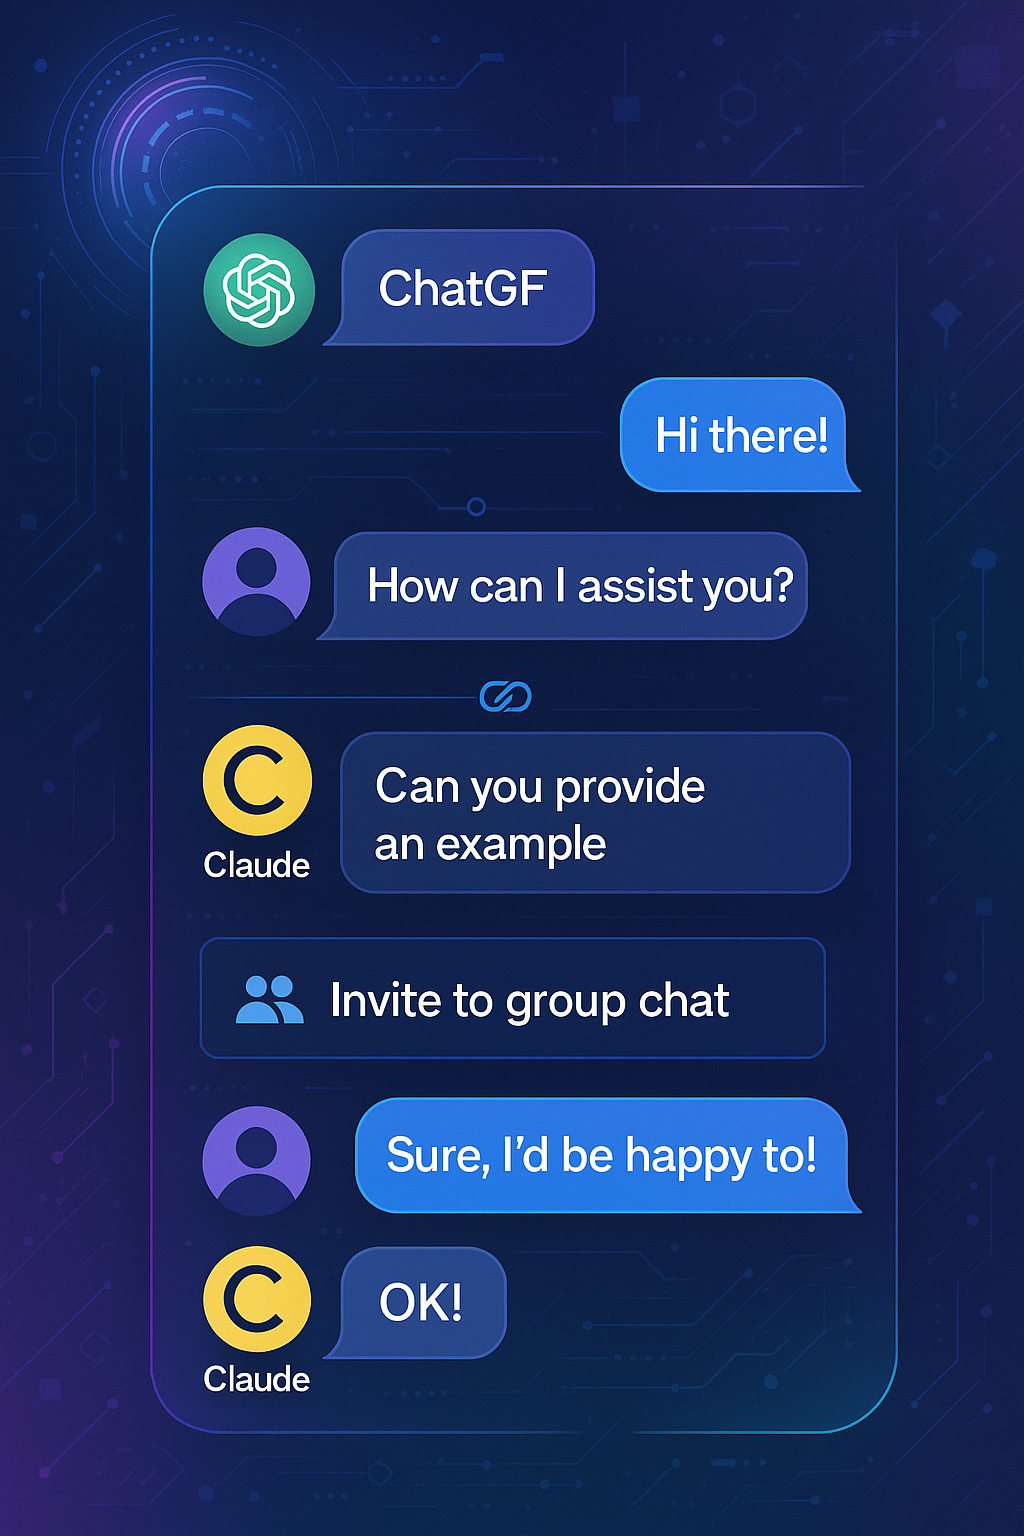 ChatGF
Hi there!
How can I assist you?
Can you provide
an example
Claude
Invite to group chat
Sure, I’d be happy to!
OK!
Claude